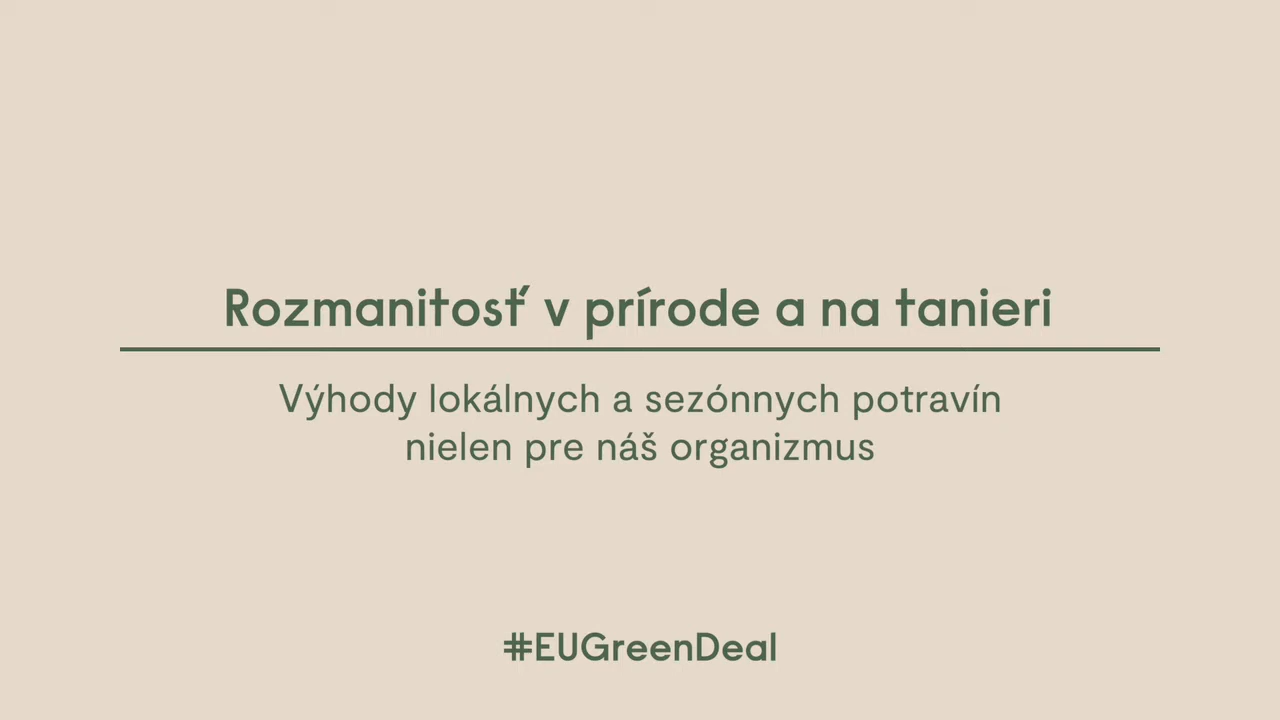 Rozmanitosť v prírode a na tanieri
Výhody lokálnych a sezónnych potravín
nielen pre náš organizmus
#EUGreenDeal